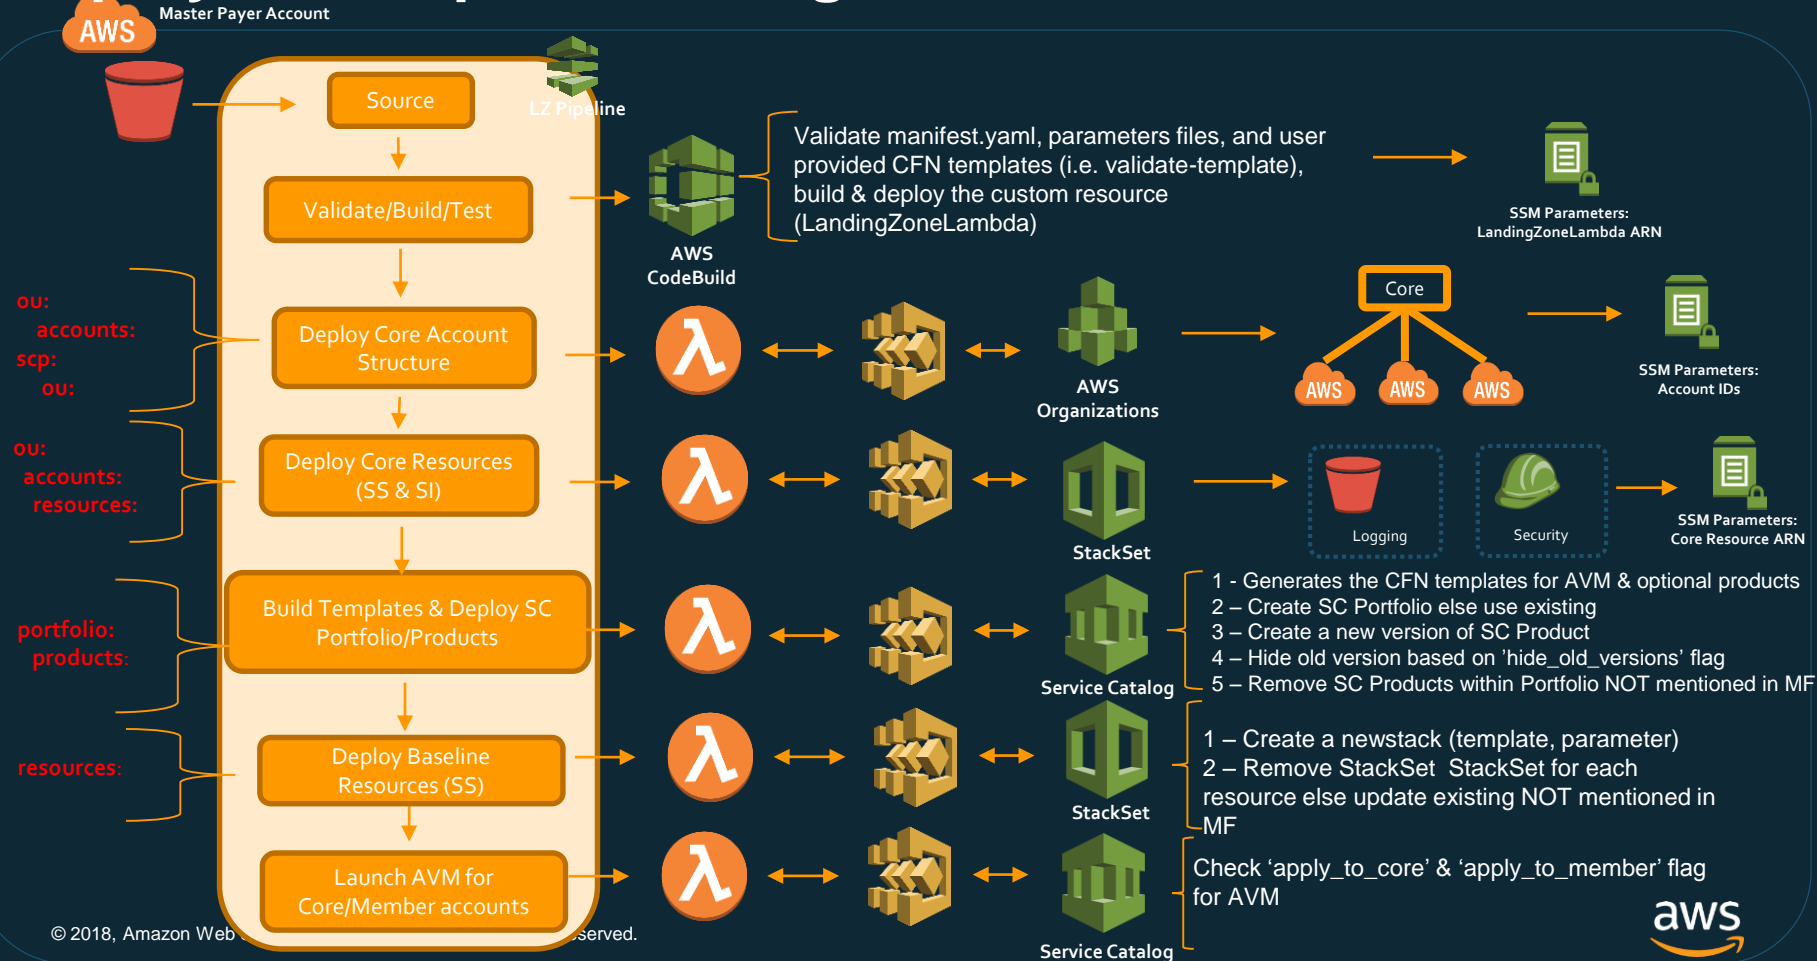 Master Payer Account
AWS
LZ Pipeline
Source
Validate/Build/Test
AWS
CodeBuild
Validate manifest.yaml, parameters files, and user
provided CFN templates (i.e. validate-template),
build & deploy the custom resource
(LandingZoneLambda)
SSM Parameters:
LandingZoneLambda ARN
ou:
accounts:
scp:
ou:
Deploy Core Account
Structure
AWS
Organizations
Core
AWS
AWS
AWS
SSM Parameters:
Account IDs
ou:
accounts:
resources:
Deploy Core Resources
(SS & SI)
StackSet
Logging
Security
SSM Parameters:
Core Resource ARN
portfolio:
products:
Build Templates & Deploy SC
Portfolio/Products
Service Catalog
1 - Generates the CFN templates for AVM & optional products
2 – Create SC Portfolio else use existing
3 – Create a new version of SC Product
4 – Hide old version based on 'hide_old_versions' flag
5 – Remove SC Products within Portfolio NOT mentioned in MF
resources:
Deploy Baseline
Resources (SS)
StackSet
1 – Create a newstack (template, parameter)
2 – Remove StackSet  StackSet for each
resource else update existing NOT mentioned in
MF
Launch AVM for
Core/Member accounts
Service Catalog
Check ‘apply_to_core’ & ‘apply_to_member’ flag
for AVM
© 2018, Amazon Web
served.
aws